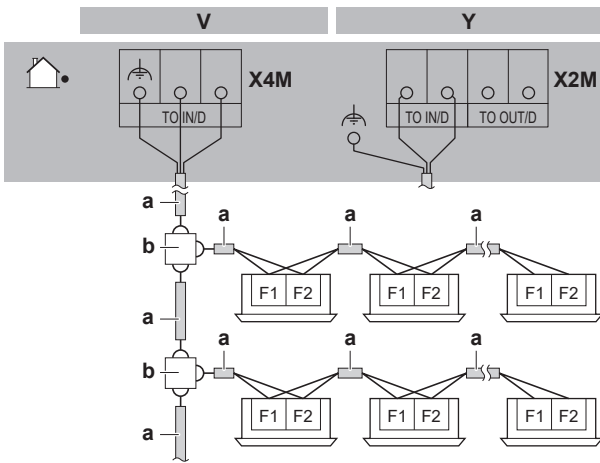 V Y
X4M X2M
TO IN/D TO IN/D TO OUT/D
a
b a a a
F1 F2 F1 F2 F1 F2
a
b a a a
F1 F2 F1 F2 F1 F2
a